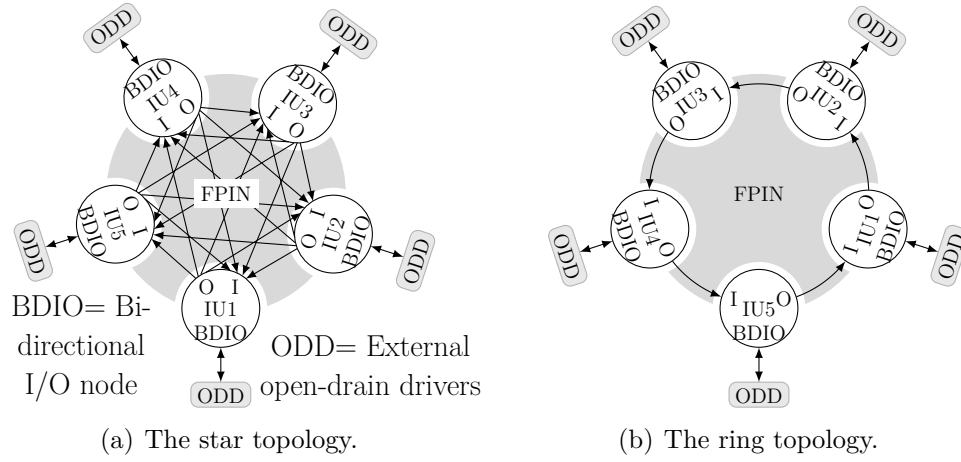 ODD
ODD
BDIO
IU4
I O
BDIO
IU3
I O
FPIN
O
I
IU5
BDIO
I
O
IU2
BDIO
ODD
ODD
O I
IU1
BDIO
ODD
BDIO= Bi-
directional
I/O node
ODD= External
open-drain drivers
(a) The star topology.
ODD
ODD
BDIO
IU3
O I
BDIO
IU2
O I
FPIN
I
O
IU4
BDIO
O
I
IU1
BDIO
ODD
ODD
I IU5 O
BDIO
ODD
(b) The ring topology.